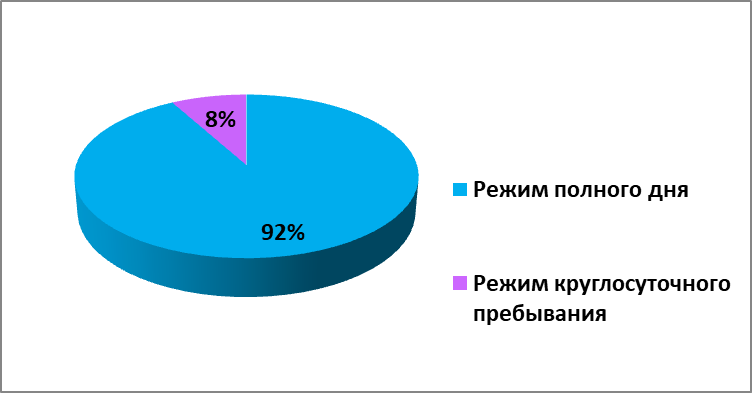 8%
92%
Режим полного дня
Режим круглосуточного
пребывания